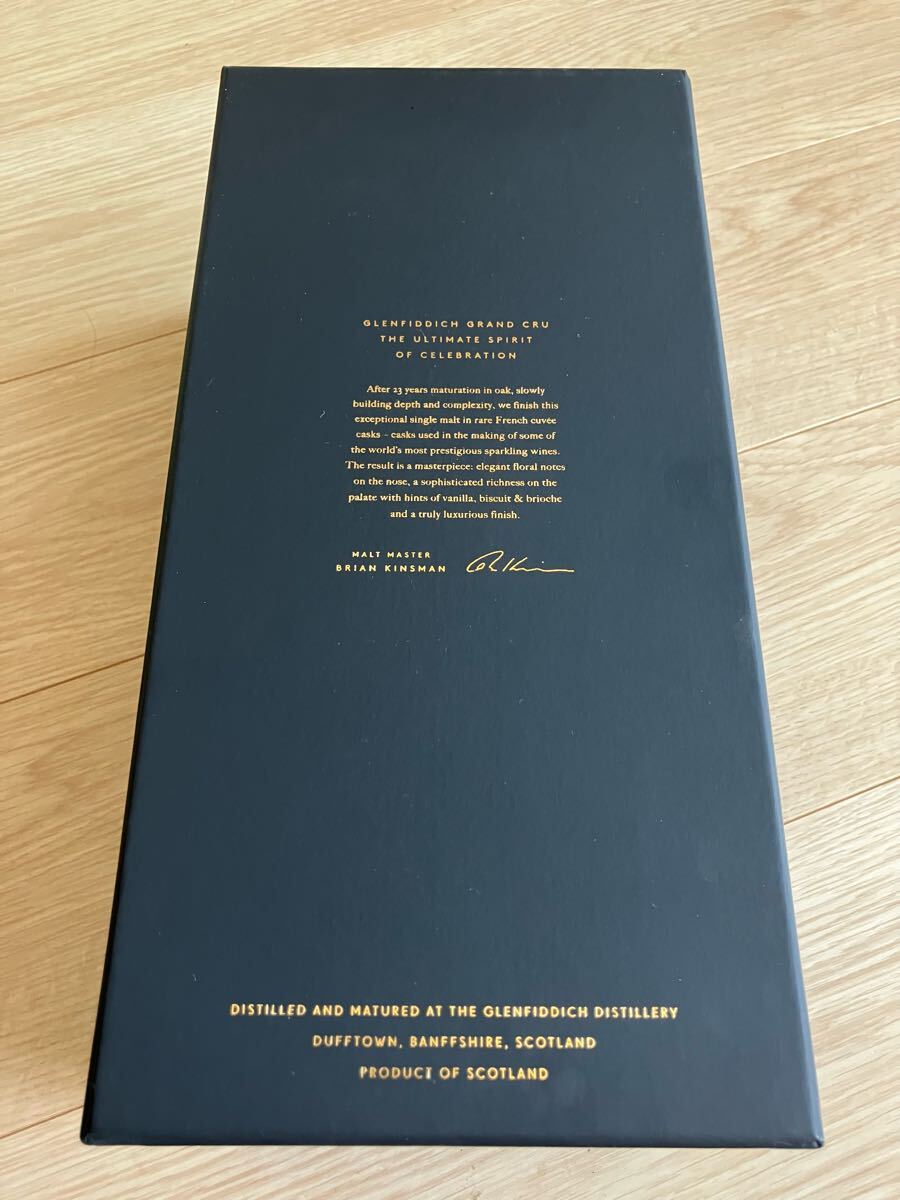 GLENFIDDICH GRAND CRU
THE ULTIMATE SPIRIT
OF CELEBRATION
After 23 years maturation in oak, slowly
building depth and complexity, we finish this
exceptional single malt in rare French cuvée
casks – casks used in the making of some of
the world's most prestigious sparkling wines.
The result is a masterpiece: elegant floral notes
on the nose, a sophisticated richness on the
palate with hints of vanilla, biscuit & brioche
and a truly luxurious finish.
MALT MASTER
BRIAN KINSMAN
DISTILLED AND MATURED AT THE GLENFIDDICH DISTILLERY
DUFFTOWN, BANFFSHIRE, SCOTLAND
PRODUCT OF SCOTLAND